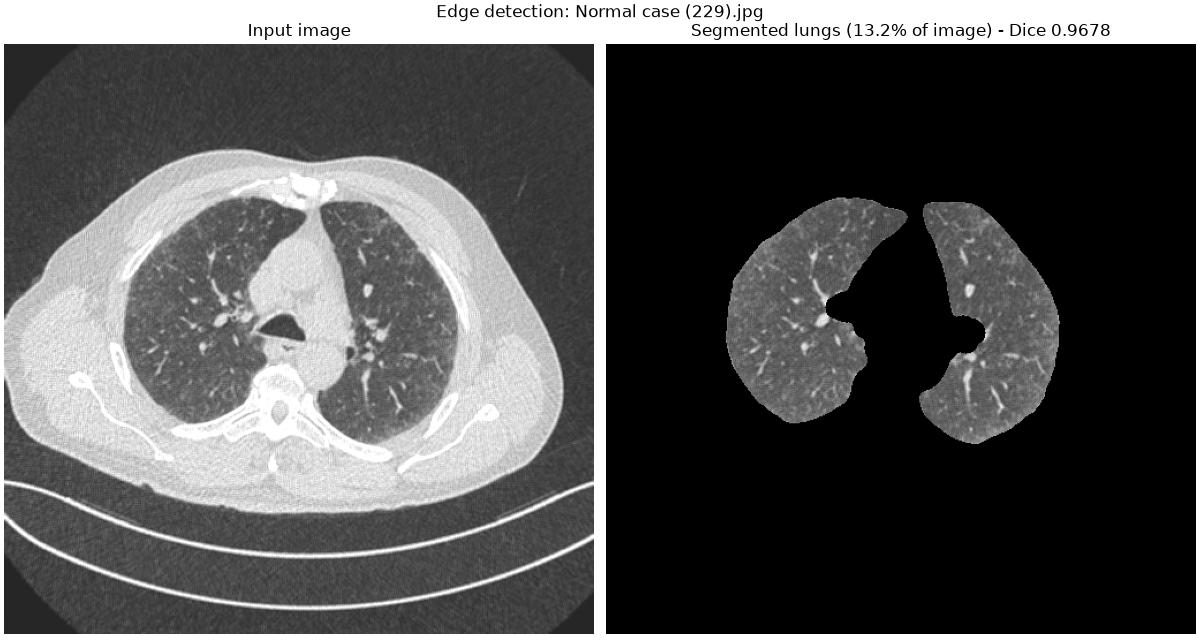 Edge detection: Normal case (229).jpg
Input image
Segmented lungs (13.2% of image) - Dice 0.9678